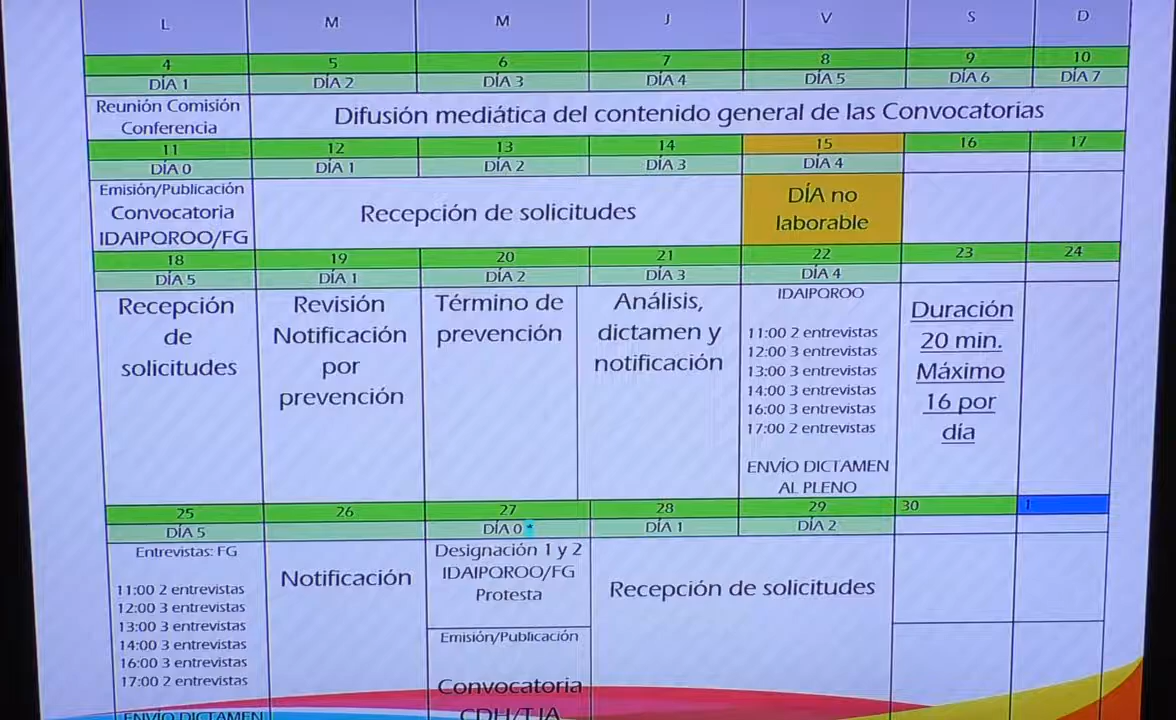 L M M J V S D
4 5 6 7 8 9 10
DÍA 1 DÍA 2 DÍA 3 DÍA 4 DÍA 5 DÍA 6 DÍA 7
Reunión Comisión
Conferencia
Difusión mediática del contenido general de las Convocatorias
11 12 13 14 15 16 17
DÍA 0 DÍA 1 DÍA 2 DÍA 3 DÍA 4
Emisión/Publicación
Convocatoria
IDAIPQROO/FG
Recepción de solicitudes
DÍA no
laborable
18 19 20 21 22 23 24
DÍA 5 DÍA 1 DÍA 2 DÍA 3 DÍA 4
Recepción
de
solicitudes
Revisión
Notificación
por
prevención
Término de
prevención
Análisis,
dictamen y
notificación
IDAIPQROO
11:00 2 entrevistas
12:00 3 entrevistas
13:00 3 entrevistas
14:00 3 entrevistas
16:00 3 entrevistas
17:00 2 entrevistas
ENVÍO DICTAMEN
AL PLENO
Duración
20 min.
Máximo
16 por
día
25 26 27 28 29 30 1
DÍA 5 DÍA 0 * DÍA 1 DÍA 2
Entrevistas: FG
11:00 2 entrevistas
12:00 3 entrevistas
13:00 3 entrevistas
14:00 3 entrevistas
16:00 3 entrevistas
17:00 2 entrevistas
ENVÍO DICTAMEN
Notificación
Designación 1 y 2
IDAIPQROO/FG
Protesta
Emisión/Publicación
Convocatoria
CDH/TJA
Recepción de solicitudes